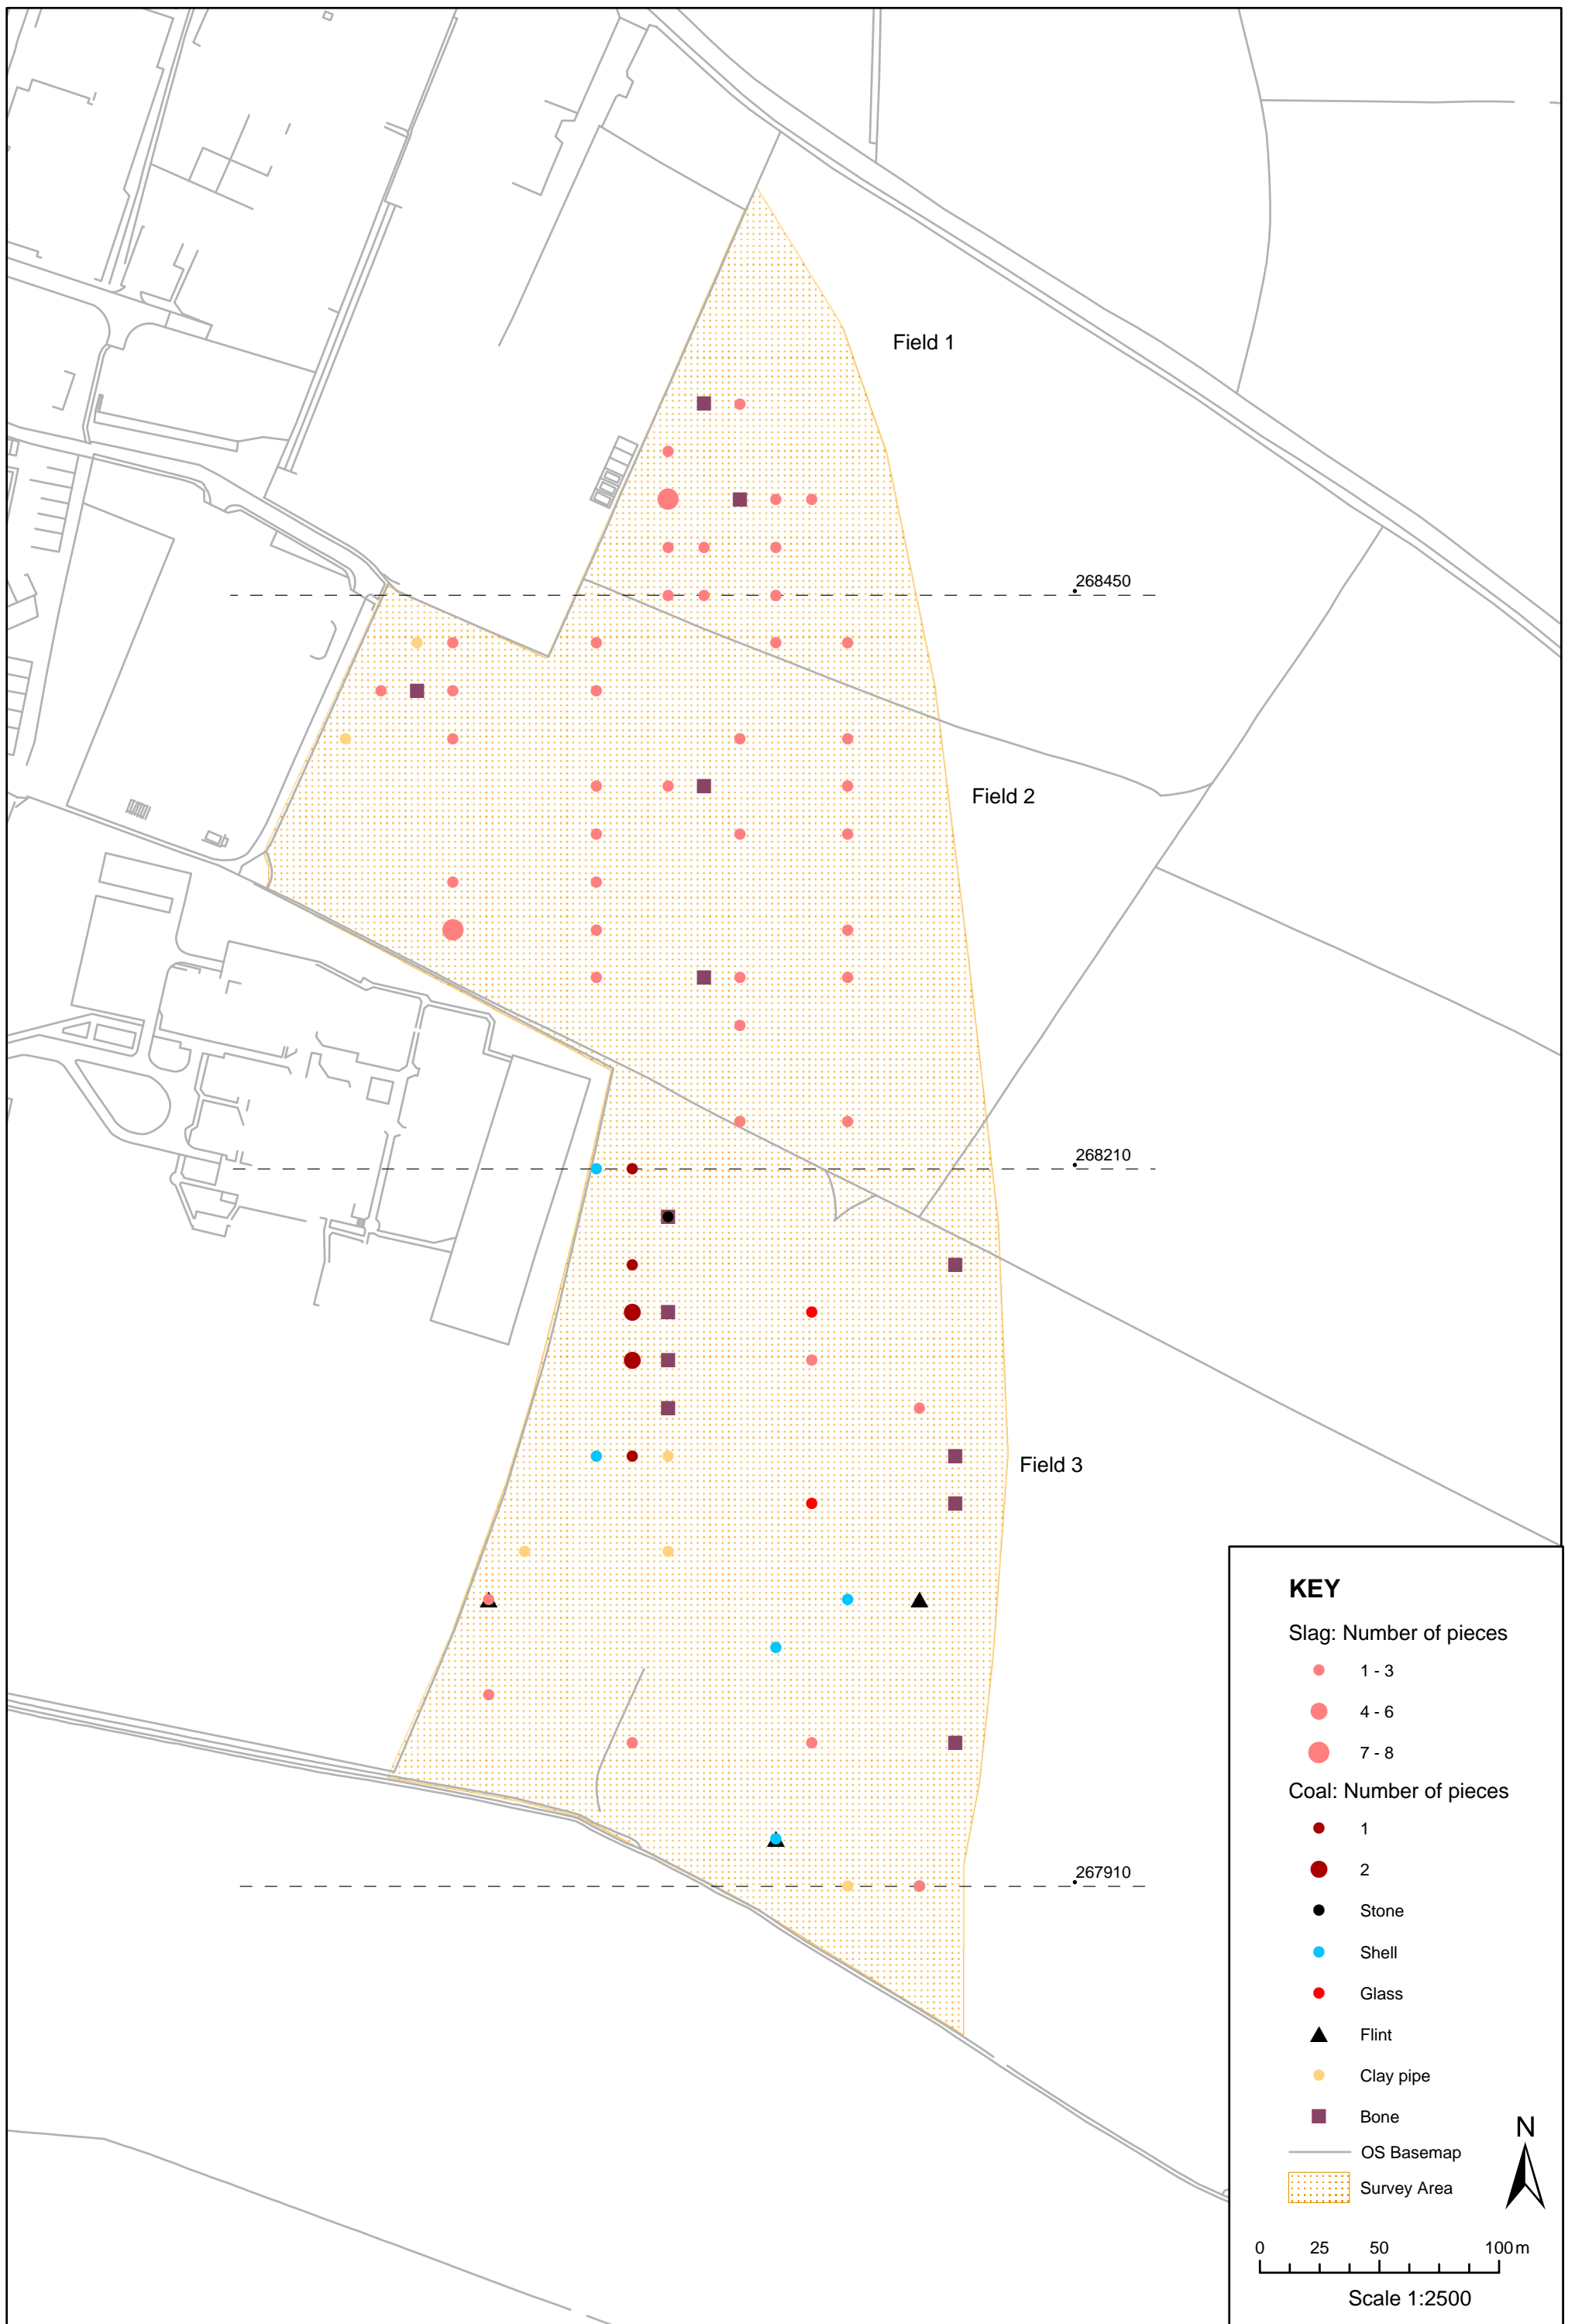 Field 1
268450
Field 2
268210
Field 3
267910
KEY
Slag: Number of pieces
1 - 3
4 - 6
7 - 8
Coal: Number of pieces
1
2
Stone
Shell
Glass
Flint
Clay pipe
Bone
OS Basemap
Survey Area
N
0 25 50 100 m
Scale 1:2500